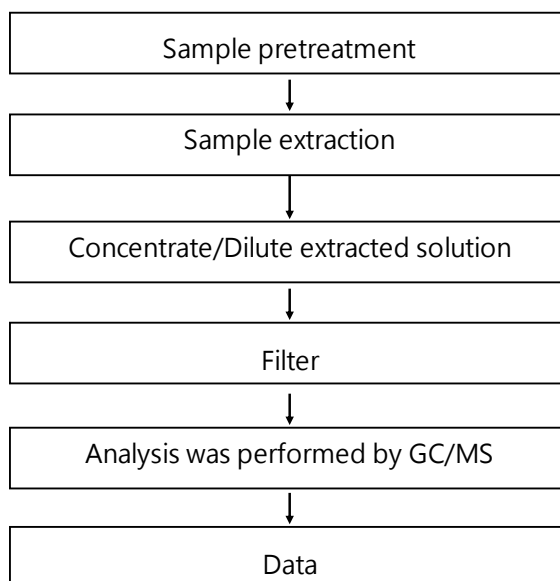 Sample pretreatment
Sample extraction
Concentrate/Dilute extracted solution
Filter
Analysis was performed by GC/MS
Data